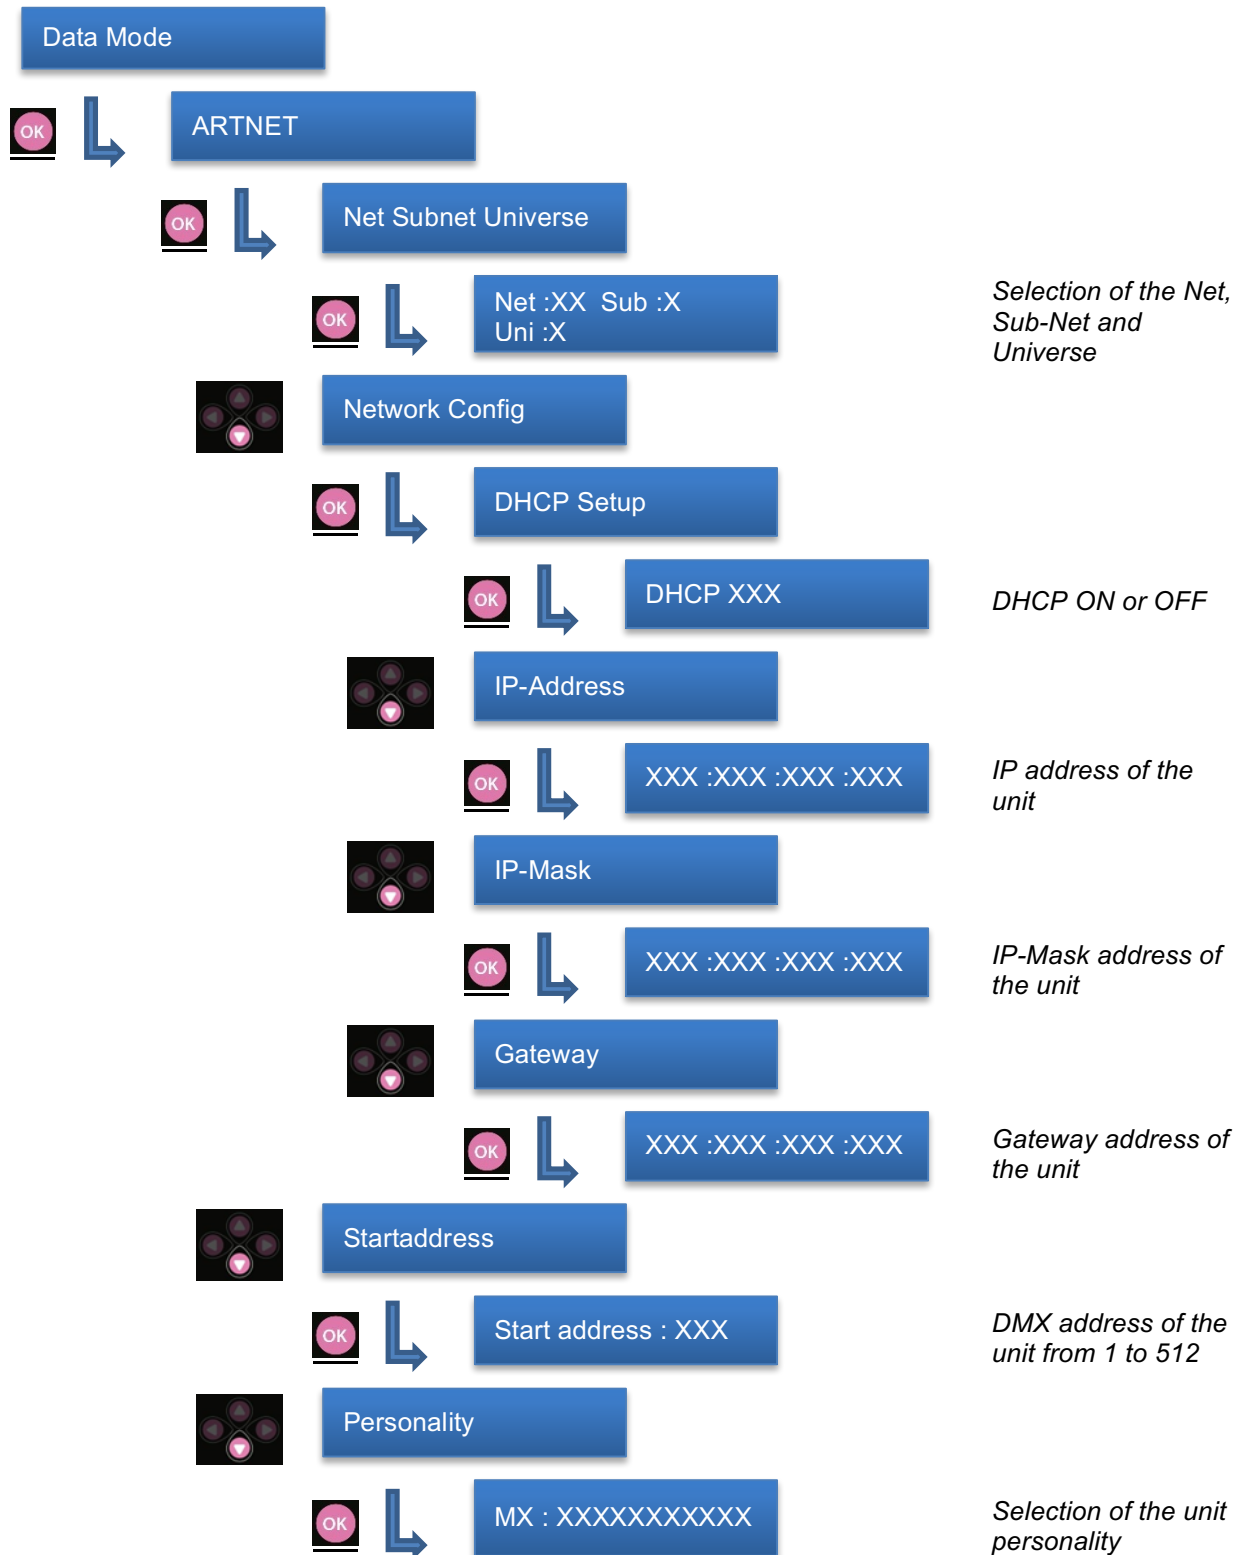 Data Mode
OK
ARTNET
OK
Net Subnet Universe
OK
Net :XX  Sub :X
Uni :X
Selection of the Net,
Sub-Net and
Universe
Network Config
OK
DHCP Setup
OK
DHCP XXX
DHCP ON or OFF
IP-Address
OK
XXX :XXX :XXX :XXX
IP address of the
unit
IP-Mask
OK
XXX :XXX :XXX :XXX
IP-Mask address of
the unit
Gateway
OK
XXX :XXX :XXX :XXX
Gateway address of
the unit
Startaddress
OK
Start address : XXX
DMX address of the
unit from 1 to 512
Personality
OK
MX : XXXXXXXXXXX
Selection of the unit
personality